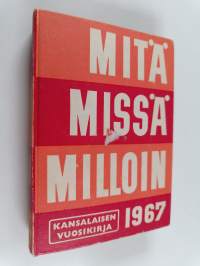 MITÄ
MISSÄ
MILLOIN
KANSALAISEN
VUOSIKIRJA
1967